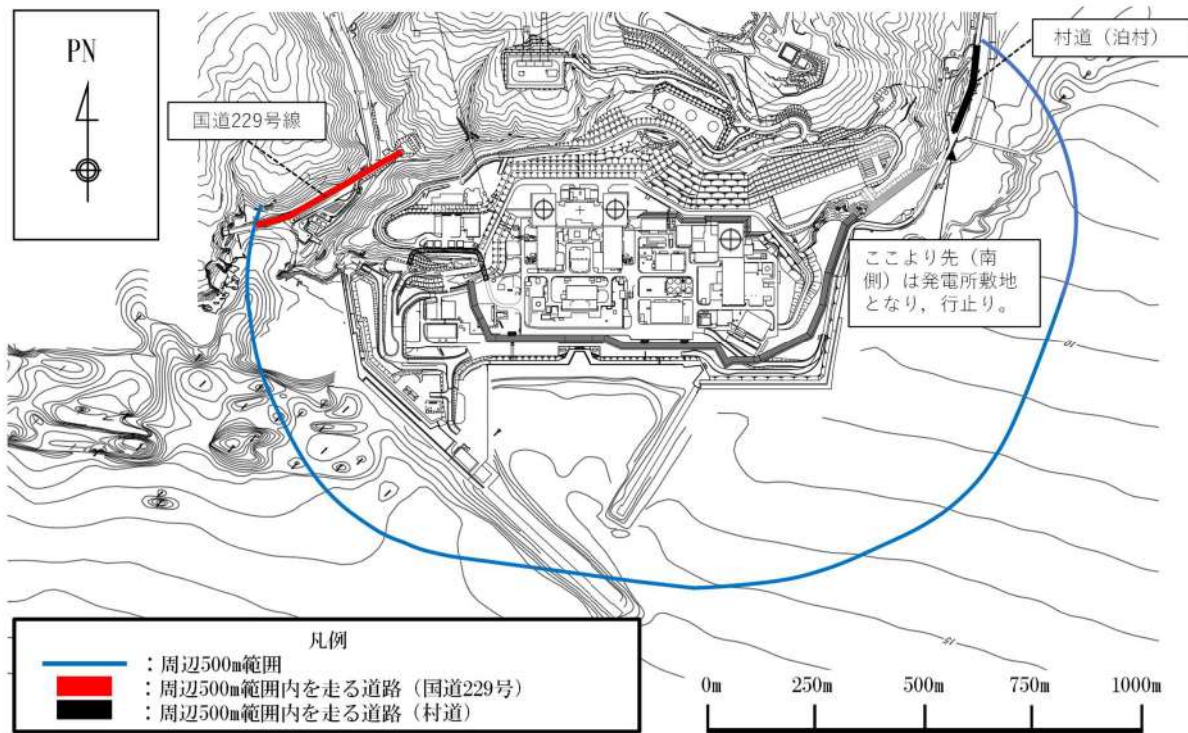 PN
国道229号線
村道（泊村）
ここより先（南
側）は発電所敷地
となり，行止り。
10
15
凡例
：周辺500m範囲
：周辺500m範囲内を走る道路（国道229号）
：周辺500m範囲内を走る道路（村道）
0m 250m 500m 750m 1000m